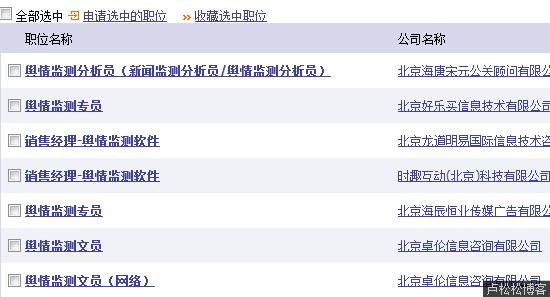 全部选中 申请选中的职位 收藏选中职位
职位名称 公司名称
舆情监测分析员（新闻监测分析员/舆情监测分析员） 北京海唐宋元公关顾问有限公
舆情监测专员 北京好乐买信息技术有限公司
销售经理-舆情监测软件 北京龙道明易国际信息技术咨
销售经理-舆情监测软件 时趣互动(北京)科技有限公司
舆情监测专员 北京海辰恒业传媒广告有限公
舆情监测文员 北京卓伦信息咨询有限公司
舆情监测文员（网络） 北京卓伦信息咨询有限公司
卢松松博客